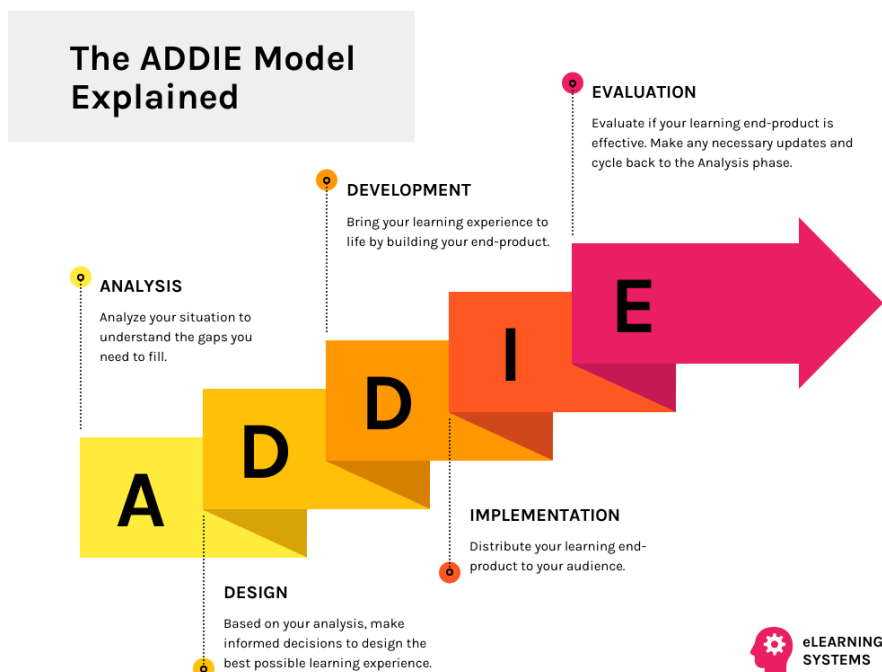 The ADDIE Model
Explained
EVALUATION
Evaluate if your learning end-product is
effective. Make any necessary updates and
cycle back to the Analysis phase.
DEVELOPMENT
Bring your learning experience to
life by building your end-product.
ANALYSIS
Analyze your situation to
understand the gaps you
need to fill.
A
D
D
I
E
IMPLEMENTATION
Distribute your learning end-
product to your audience.
DESIGN
Based on your analysis, make
informed decisions to design the
best possible learning experience.
eLEARNING
SYSTEMS